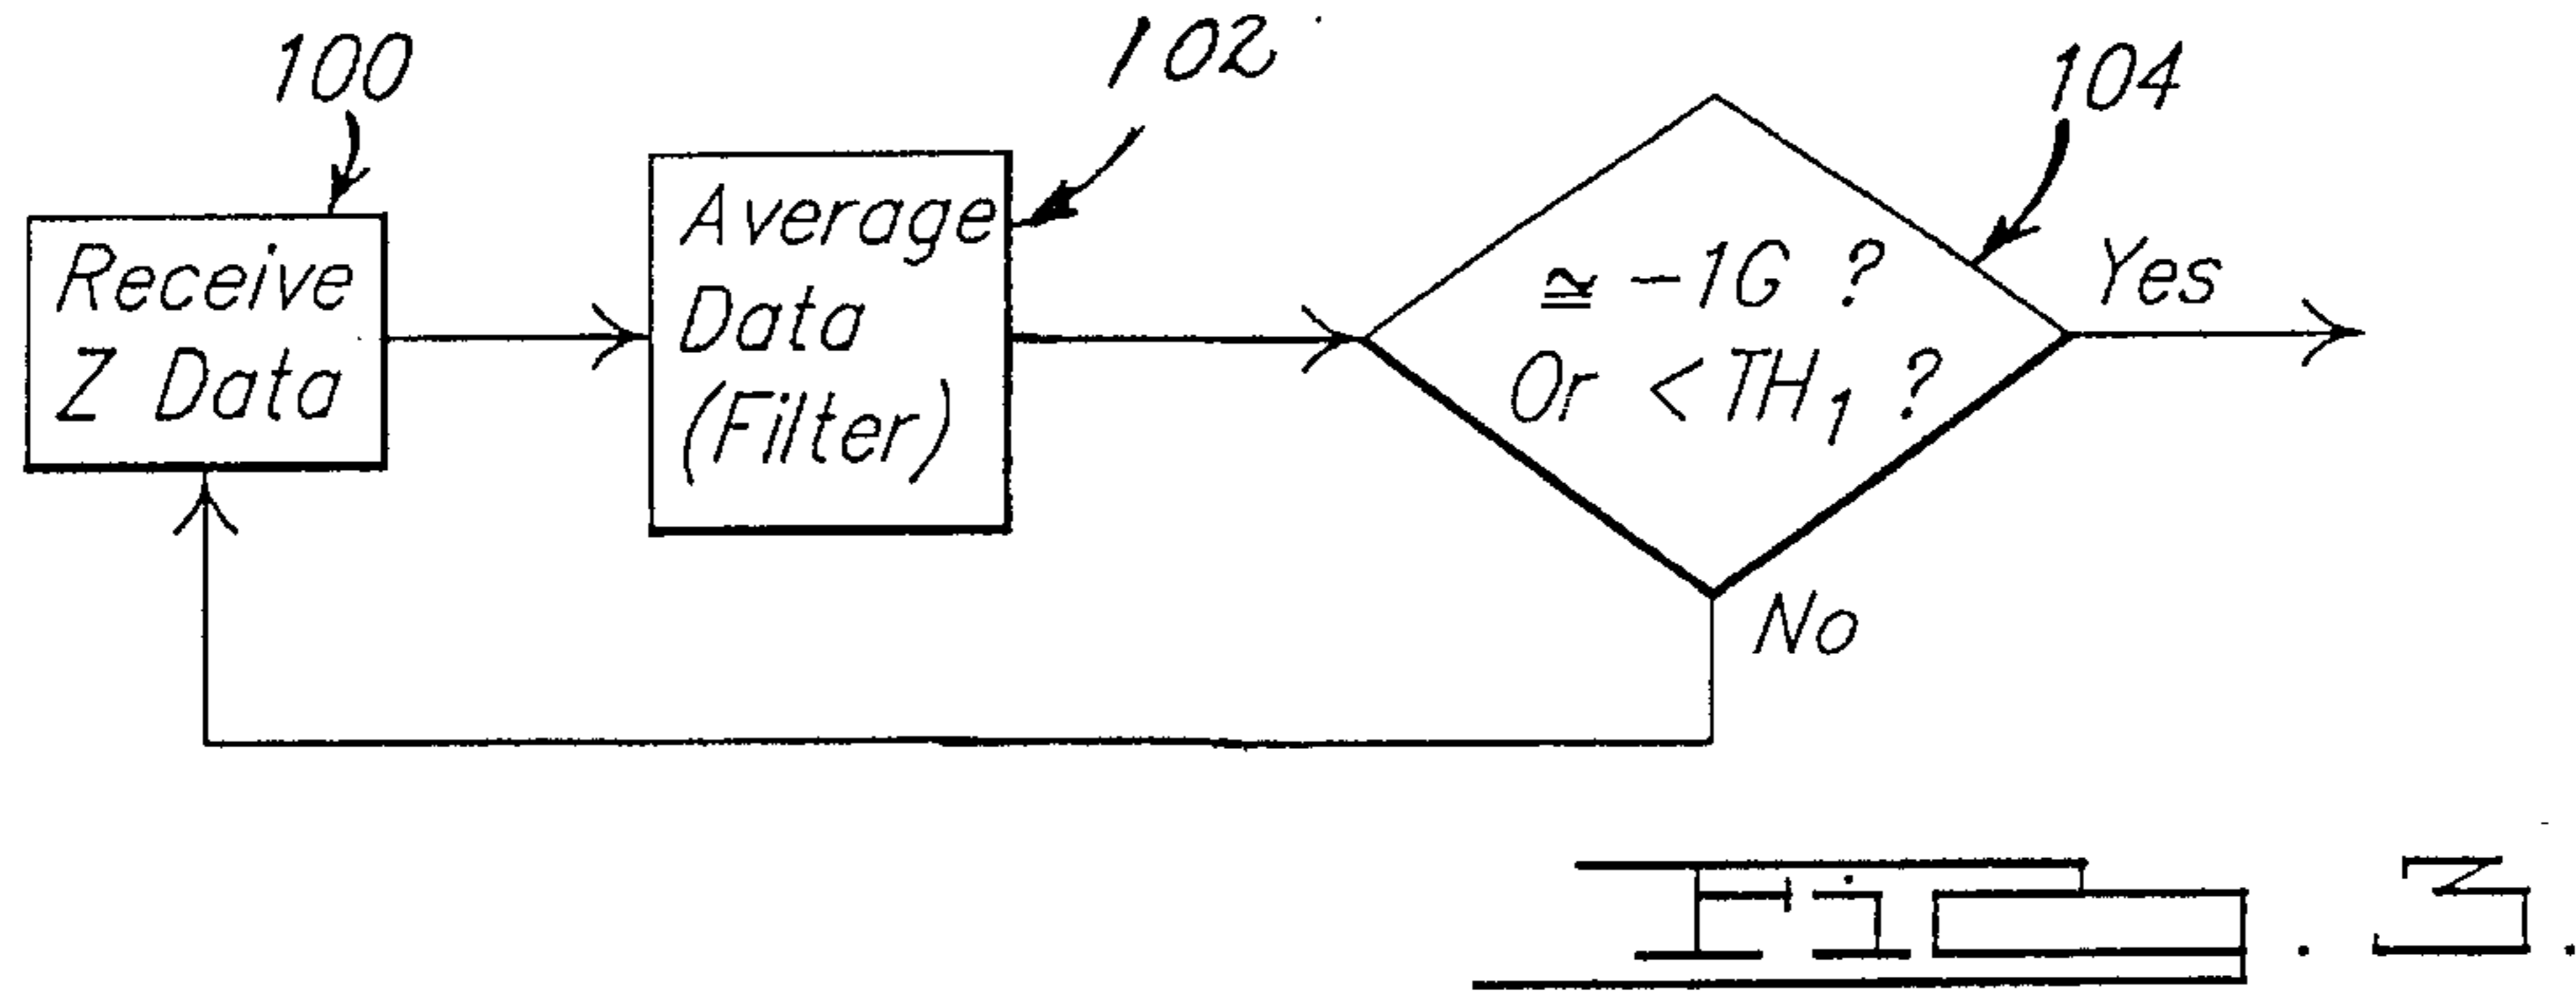 100
102
104
Receive
Z Data
Average
Data
(Filter)
≅ -1G ?
Or < TH₁ ?
Yes
No
Fig. 3.